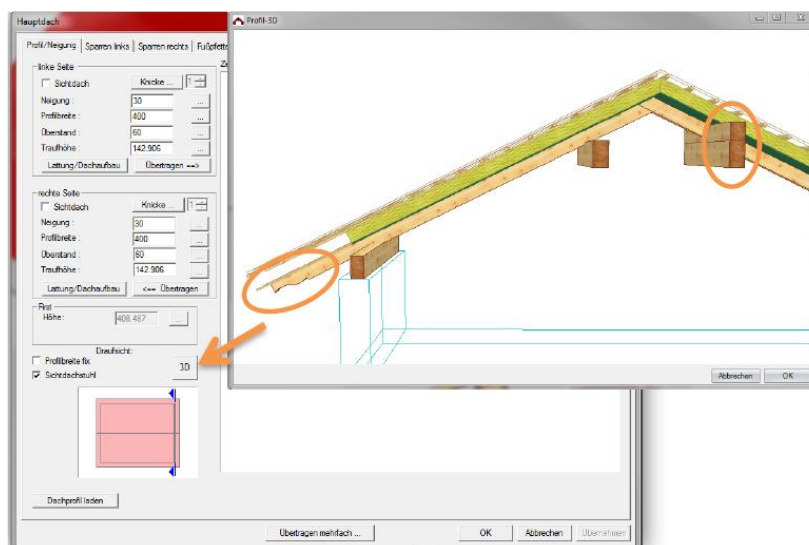 Hauptdach
Profil/Neigung Sparren links Sparren rechts Fußpfette
linke Seite
Sichtdach Knicke ... 1
Neigung : 30 ...
Profilbreite : 400 ...
Überstand : 60 ...
Traufhöhe : 142.906 ...
Lattung/Dachaufbau Übertragen ==>
rechte Seite
Sichtdach Knicke ... 1
Neigung : 30 ...
Profilbreite : 400 ...
Überstand : 60 ...
Traufhöhe : 142.906 ...
Lattung/Dachaufbau <== Übertragen
First
Höhe : 408.487 ...
Draufsicht:
Profilbreite fix
Sichtdachstuhl
3D
Dachprofil laden
Übertragen mehrfach ... OK Abbrechen Übernehmen
Profil-3D
Abbrechen OK